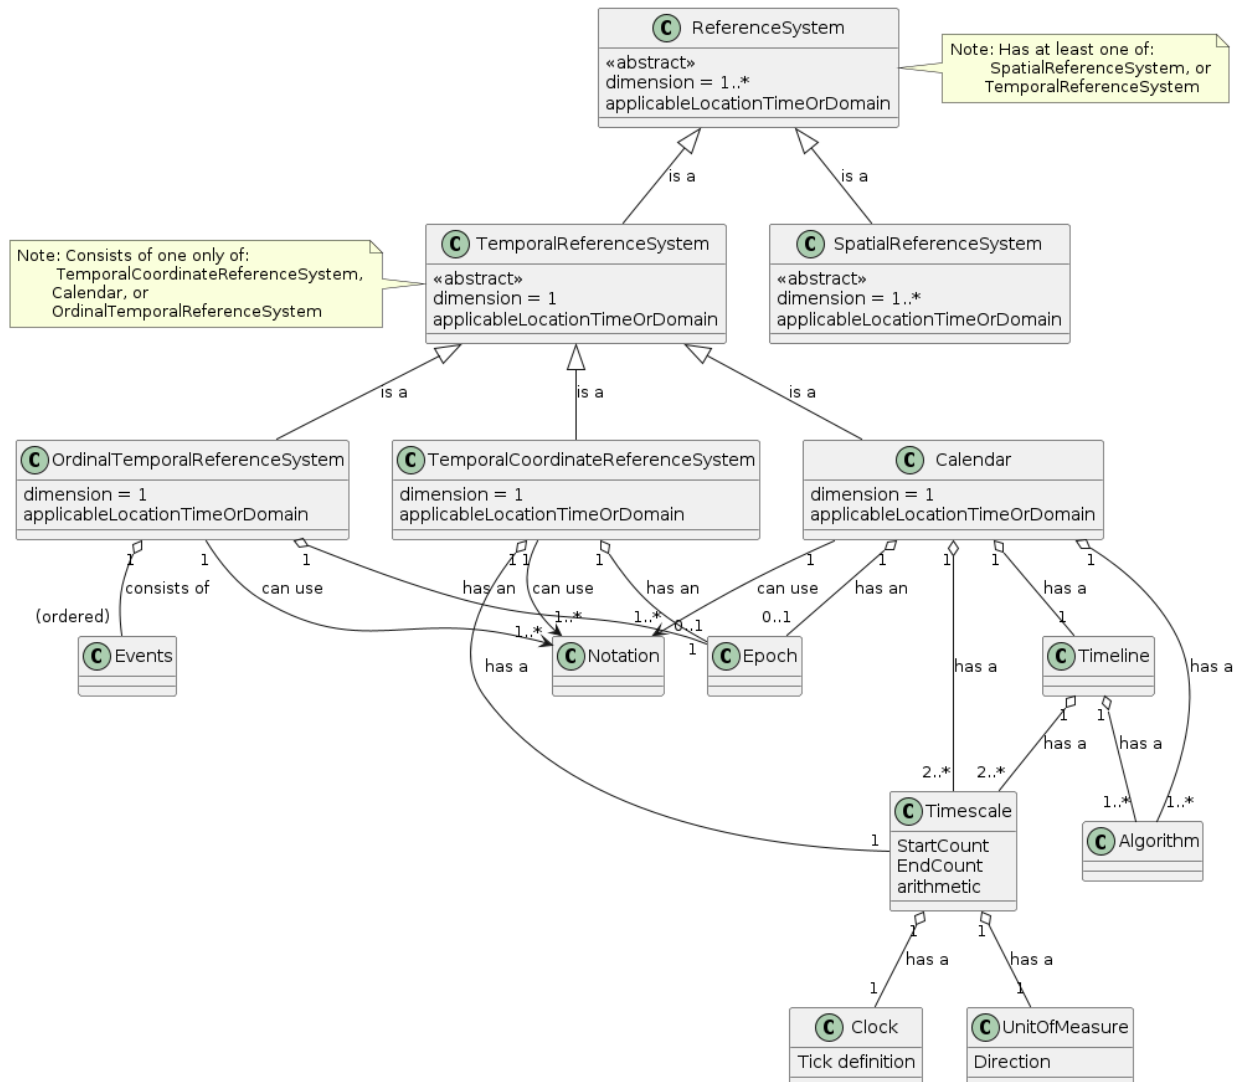 C ReferenceSystem
«abstract»
dimension = 1..*
applicableLocationTimeOrDomain
Note: Has at least one of:
SpatialReferenceSystem, or
TemporalReferenceSystem
is a
is a
C TemporalReferenceSystem
«abstract»
dimension = 1
applicableLocationTimeOrDomain
C SpatialReferenceSystem
«abstract»
dimension = 1..*
applicableLocationTimeOrDomain
Note: Consists of one only of:
TemporalCoordinateReferenceSystem,
Calendar, or
OrdinalTemporalReferenceSystem
is a
is a
is a
C OrdinalTemporalReferenceSystem
dimension = 1
applicableLocationTimeOrDomain
C TemporalCoordinateReferenceSystem
dimension = 1
applicableLocationTimeOrDomain
C Calendar
dimension = 1
applicableLocationTimeOrDomain
1
1
1
1
1
1
1
1
1
1
1
consists of
can use
has an
can use
has an
can use
has an
has a
(ordered)
1..*
1..*
1..*
0..1
1
0..1
1
C Events
C Notation
C Epoch
C Timeline
has a
has a
has a
1
1
has a
has a
2..*
2..*
1..*
1..*
1
C Timescale
StartCount
EndCount
arithmetic
C Algorithm
1
1
has a
has a
1
1
C Clock
Tick definition
C UnitOfMeasure
Direction